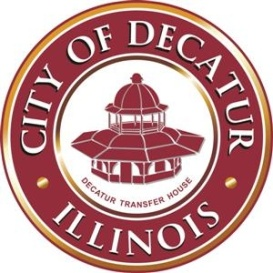 CITY OF DECATUR
DECATUR TRANSFER HOUSE
ILLINOIS